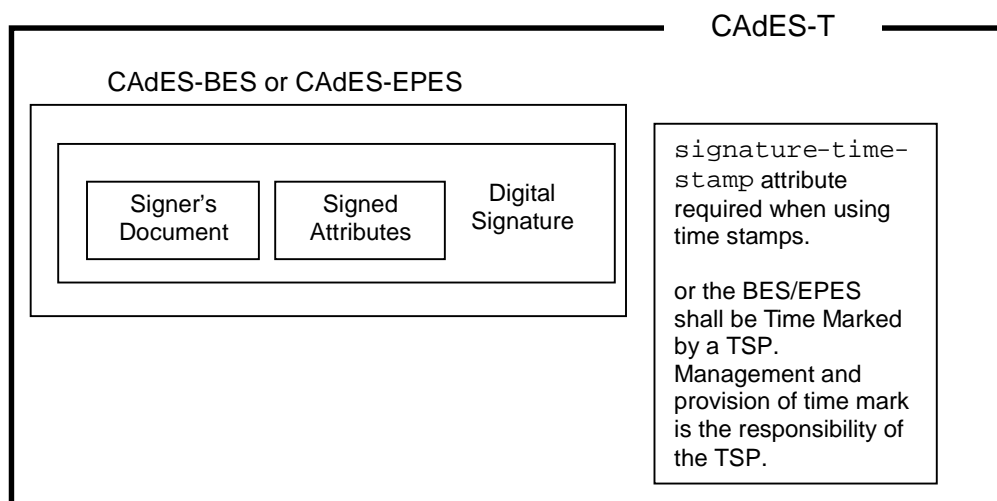 CAdES-T
CAdES-BES or CAdES-EPES
Signer’s
Document
Signed
Attributes
Digital
Signature
signature-time-
stamp attribute
required when using
time stamps.
or the BES/EPES
shall be Time Marked
by a TSP.
Management and
provision of time mark
is the responsibility of
the TSP.